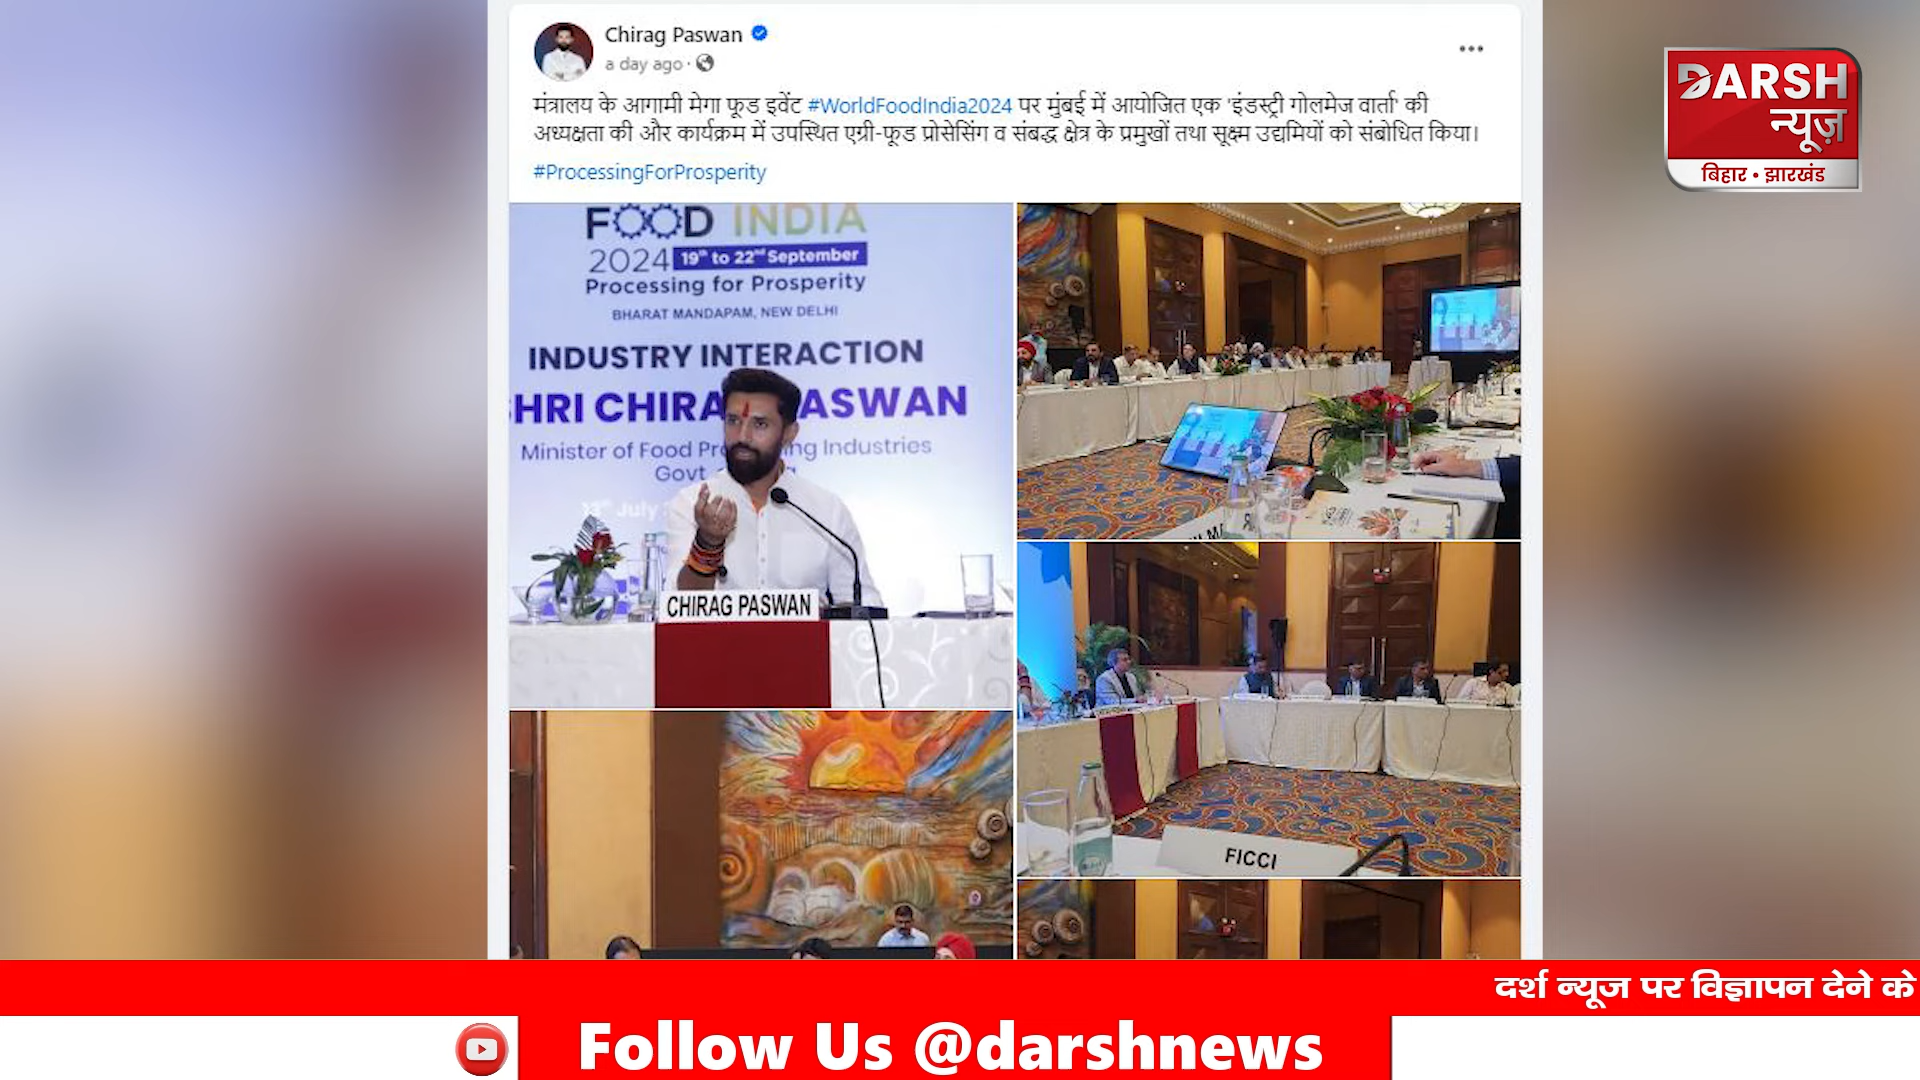 Chirag Paswan
a day ago ·
मंत्रालय के आगामी मेगा फूड इवेंट #WorldFoodIndia2024 पर मुंबई में आयोजित एक 'इंडस्ट्री गोलमेज वार्ता' की
अध्यक्षता की और कार्यक्रम में उपस्थित एग्री-फूड प्रोसेसिंग व संबद्ध क्षेत्र के प्रमुखों तथा सूक्ष्म उद्यमियों को संबोधित किया।
#ProcessingForProsperity
DARSH
न्यूज़
बिहार • झारखंड
FOOD INDIA
2024 19th to 22nd September
Processing for Prosperity
BHARAT MANDAPAM, NEW DELHI
INDUSTRY INTERACTION
HRI CHIRA ASWAN
Minister of Food Pr ing Industries
Govt
July
CHIRAG PASWAN
FICCI
दर्श न्यूज पर विज्ञापन देने के
Follow Us @darshnews